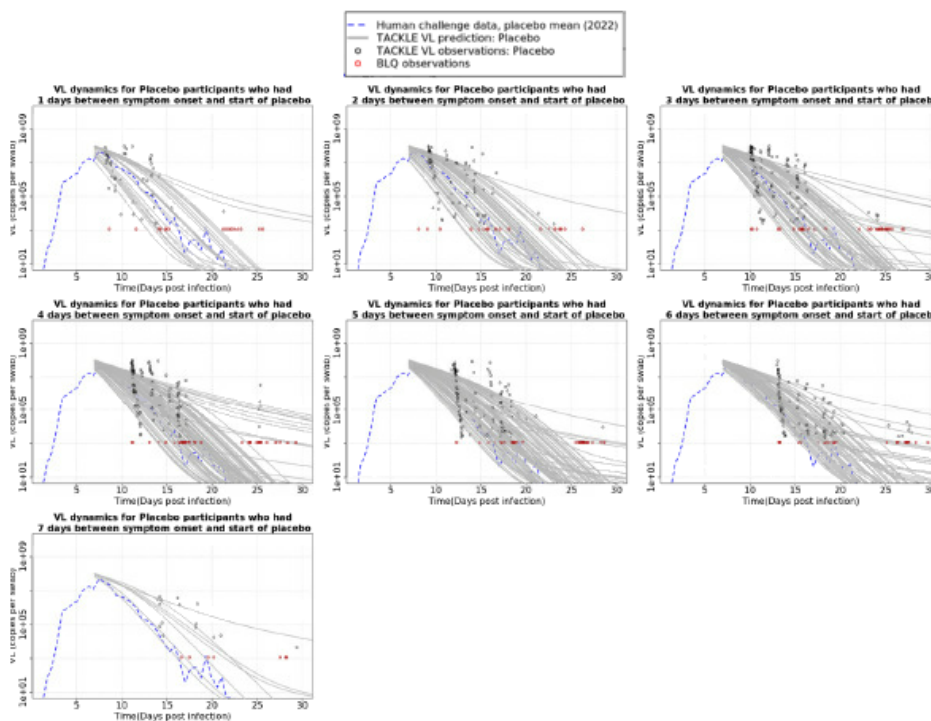 Human challenge data, placebo mean (2022)
TACKLE VL prediction: Placebo
TACKLE VL observations: Placebo
BLQ observations
VL dynamics for Placebo participants who had
1 days between symptom onset and start of placebo
VL (copies per swab)
1e+09
1e+05
1e+01
5 10 15 20 25 30
Time(Days post infection)
VL dynamics for Placebo participants who had
2 days between symptom onset and start of placebo
VL (copies per swab)
1e+09
1e+05
1e+01
5 10 15 20 25 30
Time(Days post infection)
VL dynamics for Placebo participants who had
3 days between symptom onset and start of placeb
VL (copies per swab)
1e+09
1e+05
1e+01
5 10 15 20 25 30
Time(Days post infection)
VL dynamics for Placebo participants who had
4 days between symptom onset and start of placebo
VL (copies per swab)
1e+09
1e+05
1e+01
5 10 15 20 25 30
Time(Days post infection)
VL dynamics for Placebo participants who had
5 days between symptom onset and start of placebo
VL (copies per swab)
1e+09
1e+05
1e+01
5 10 15 20 25 30
Time(Days post infection)
VL dynamics for Placebo participants who had
6 days between symptom onset and start of placebo
VL (copies per swab)
1e+09
1e+05
1e+01
5 10 15 20 25 30
Time(Days post infection)
VL dynamics for Placebo participants who had
7 days between symptom onset and start of placebo
VL (copies per swab)
1e+09
1e+05
1e+01
5 10 15 20 25 30
Time(Days post infection)